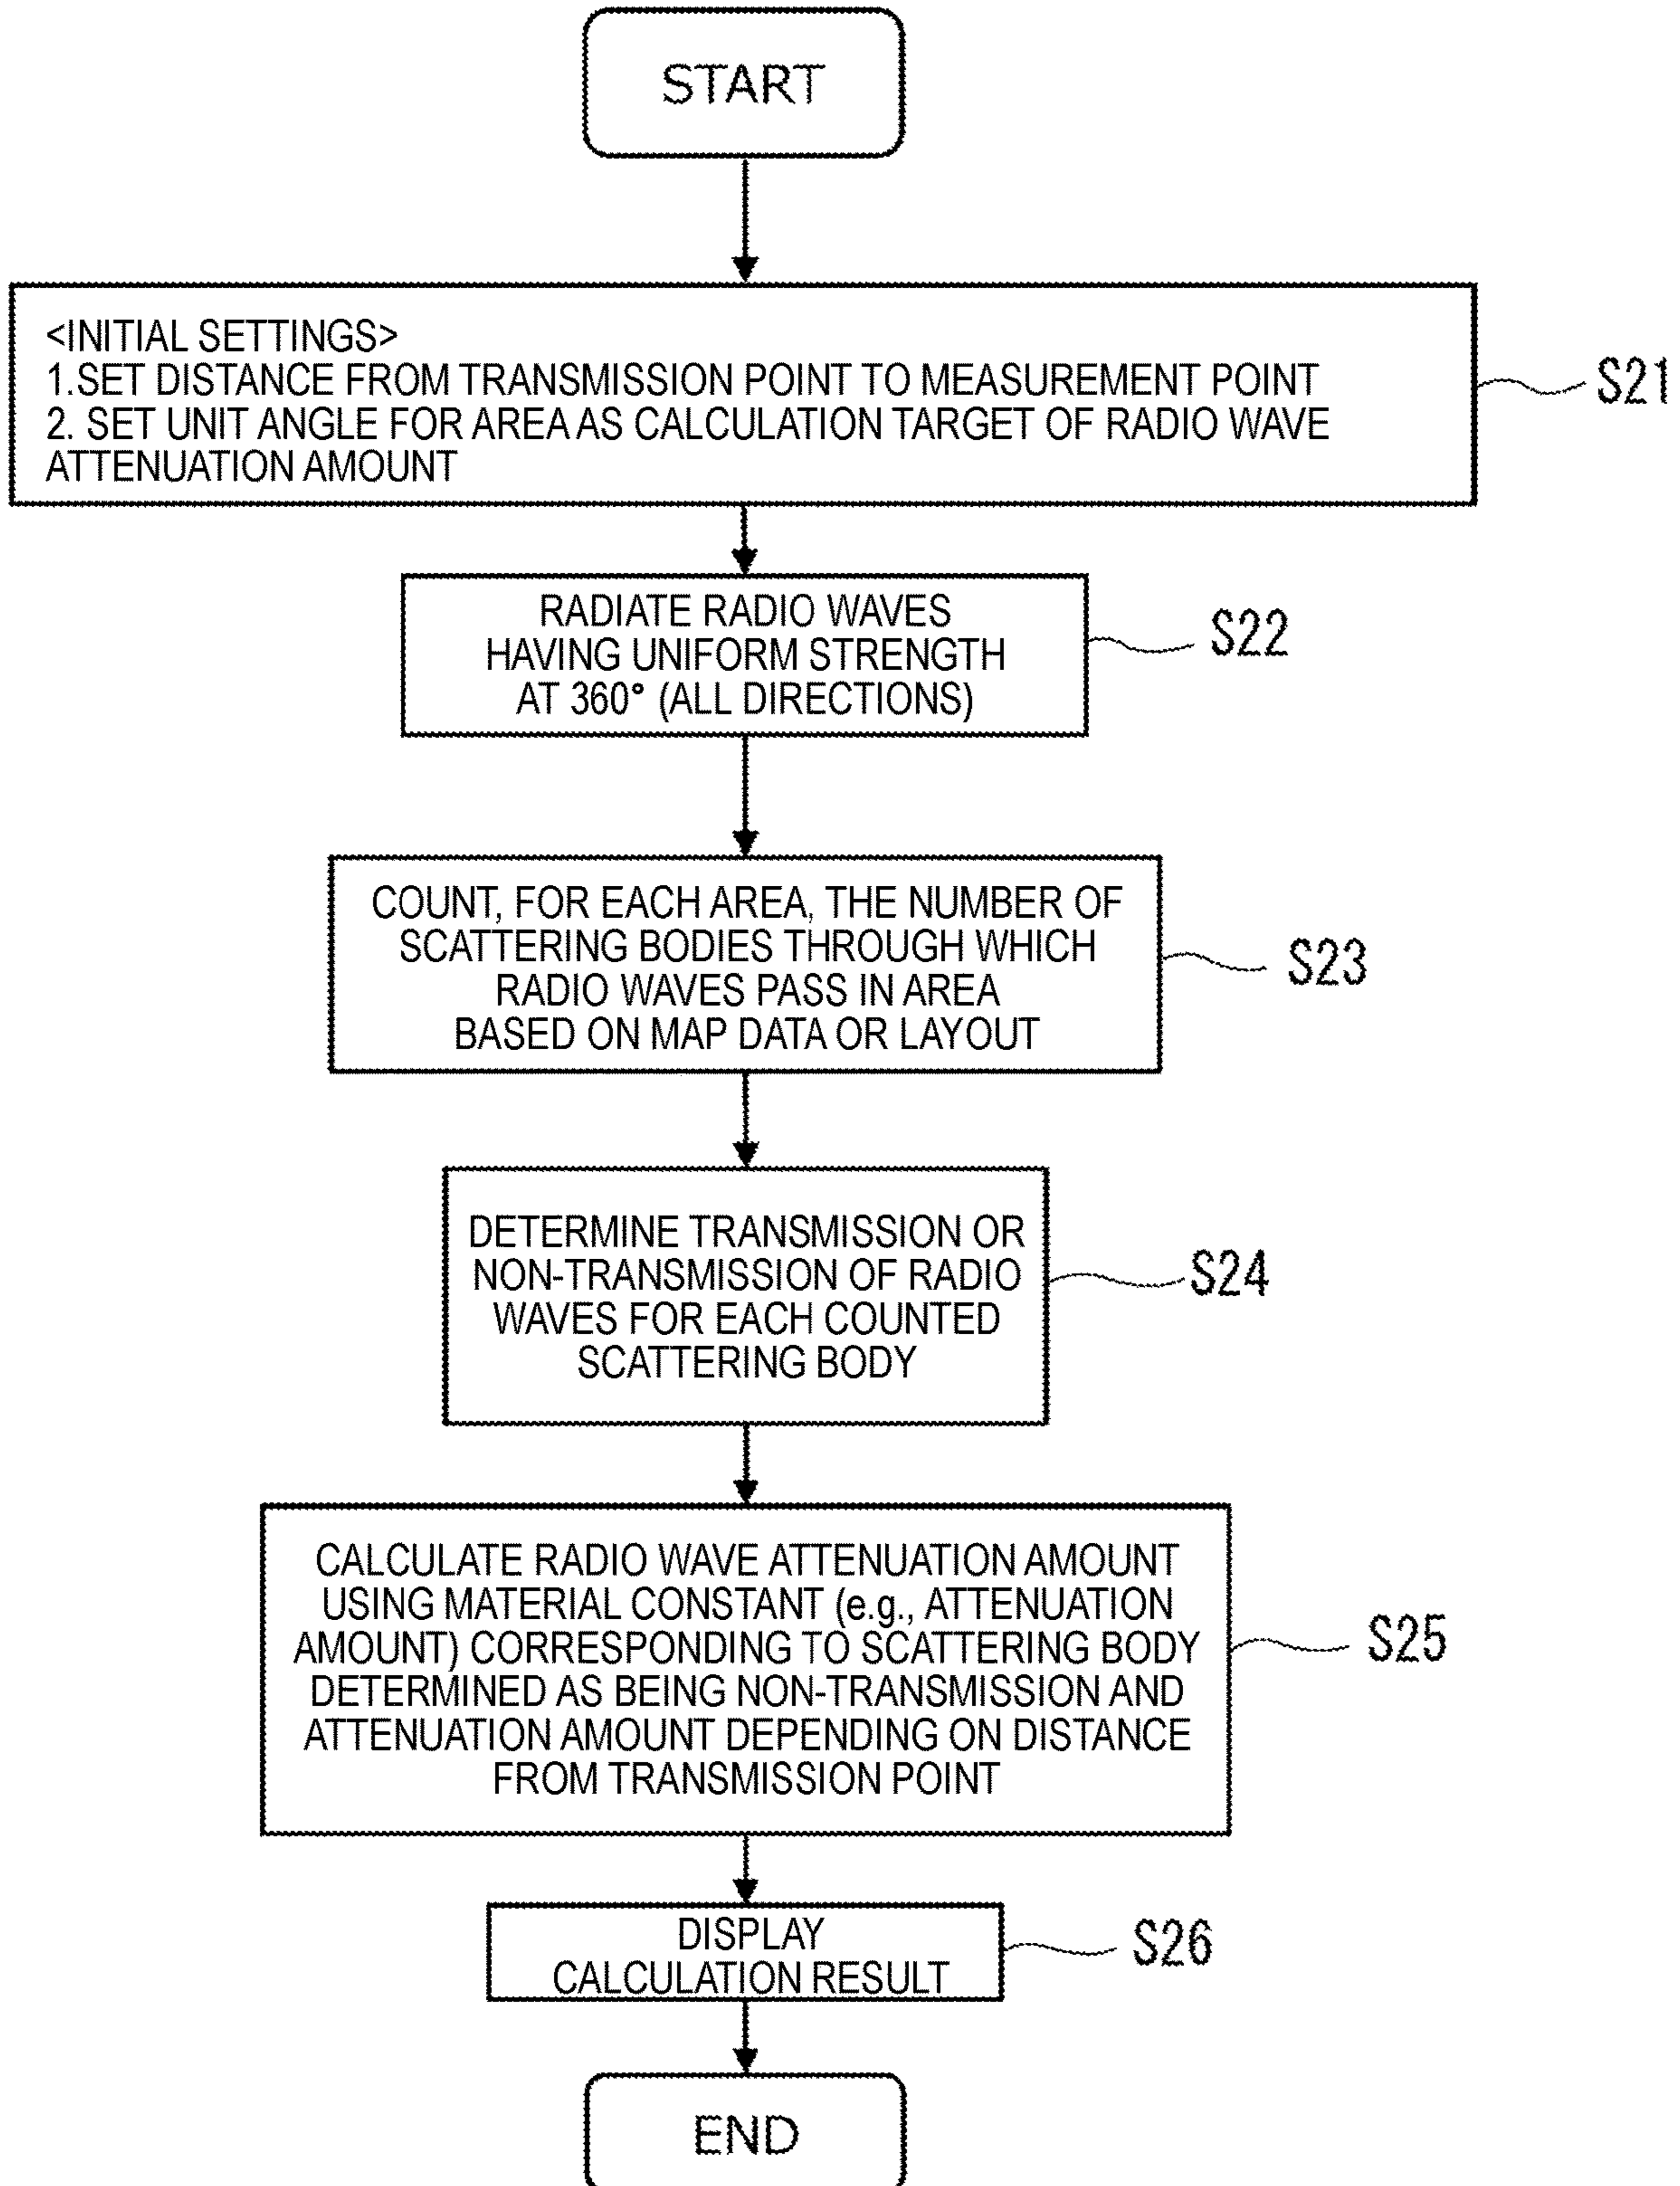 START
<INITIAL SETTINGS>
1.SET DISTANCE FROM TRANSMISSION POINT TO MEASUREMENT POINT
2. SET UNIT ANGLE FOR AREA AS CALCULATION TARGET OF RADIO WAVE
ATTENUATION AMOUNT
S21
RADIATE RADIO WAVES
HAVING UNIFORM STRENGTH
AT 360° (ALL DIRECTIONS)
S22
COUNT, FOR EACH AREA, THE NUMBER OF
SCATTERING BODIES THROUGH WHICH
RADIO WAVES PASS IN AREA
BASED ON MAP DATA OR LAYOUT
S23
DETERMINE TRANSMISSION OR
NON-TRANSMISSION OF RADIO
WAVES FOR EACH COUNTED
SCATTERING BODY
S24
CALCULATE RADIO WAVE ATTENUATION AMOUNT
USING MATERIAL CONSTANT (e.g., ATTENUATION
AMOUNT) CORRESPONDING TO SCATTERING BODY
DETERMINED AS BEING NON-TRANSMISSION AND
ATTENUATION AMOUNT DEPENDING ON DISTANCE
FROM TRANSMISSION POINT
S25
DISPLAY
CALCULATION RESULT
S26
END